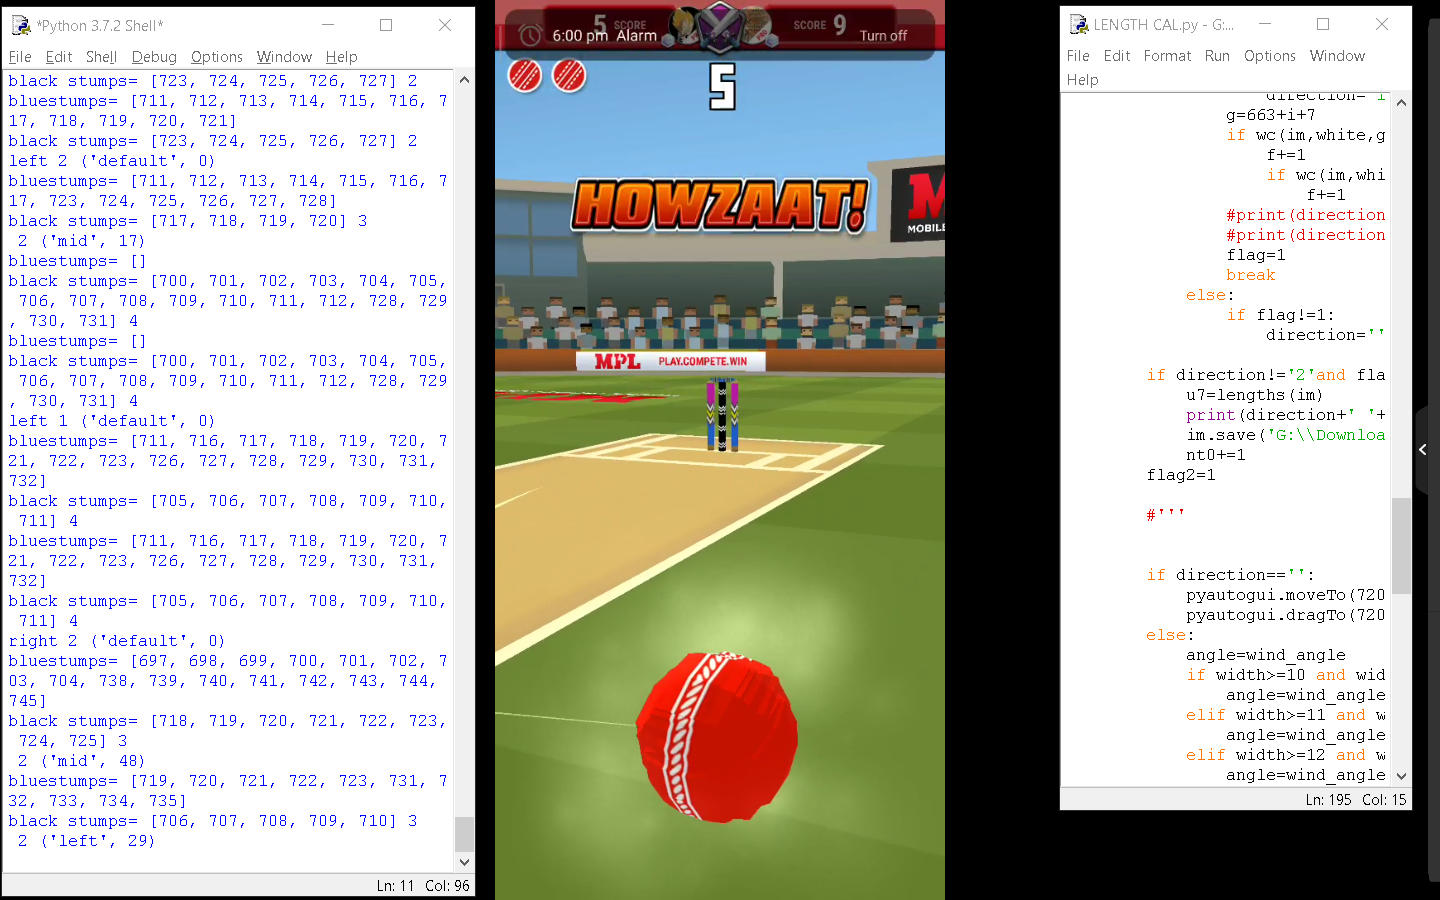 *Python 3.7.2 Shell*
File Edit Shell Debug Options Window Help
black stumps= [723, 724, 725, 726, 727] 2
bluestumps= [711, 712, 713, 714, 715, 716, 7
17, 718, 719, 720, 721]
black stumps= [723, 724, 725, 726, 727] 2
left 2 ('default', 0)
bluestumps= [711, 712, 713, 714, 715, 716, 7
17, 723, 724, 725, 726, 727, 728]
black stumps= [717, 718, 719, 720] 3
 2 ('mid', 17)
bluestumps= []
black stumps= [700, 701, 702, 703, 704, 705,
 706, 707, 708, 709, 710, 711, 712, 728, 729
, 730, 731] 4
bluestumps= []
black stumps= [700, 701, 702, 703, 704, 705,
 706, 707, 708, 709, 710, 711, 712, 728, 729
, 730, 731] 4
left 1 ('default', 0)
bluestumps= [711, 716, 717, 718, 719, 720, 7
21, 722, 723, 726, 727, 728, 729, 730, 731,
732]
black stumps= [705, 706, 707, 708, 709, 710,
 711] 4
bluestumps= [711, 716, 717, 718, 719, 720, 7
21, 722, 723, 726, 727, 728, 729, 730, 731,
732]
black stumps= [705, 706, 707, 708, 709, 710,
 711] 4
right 2 ('default', 0)
bluestumps= [697, 698, 699, 700, 701, 702, 7
03, 704, 738, 739, 740, 741, 742, 743, 744,
745]
black stumps= [718, 719, 720, 721, 722, 723,
 724, 725] 3
 2 ('mid', 48)
bluestumps= [719, 720, 721, 722, 723, 731, 7
32, 733, 734, 735]
black stumps= [706, 707, 708, 709, 710] 3
 2 ('left', 29)
Ln: 11 Col: 96
5 SCORE
SCORE 9
6:00 pm Alarm
Turn off
5
HOWZAAT!
M
MOBILE
MPL PLAY.COMPETE.WIN
LENGTH CAL.py - G:...
File Edit Format Run Options Window
Help
direction='i
g=663+i+7
if wc(im,white,g
f+=1
if wc(im,whi
f+=1
#print(direction
#print(direction
flag=1
break
else:
if flag!=1:
direction=''
if direction!='2'and fla
u7=lengths(im)
print(direction+' '+
im.save('G:\\Downloa
nt0+=1
flag2=1
#'''
if direction=='':
pyautogui.moveTo(720
pyautogui.dragTo(720
else:
angle=wind_angle
if width>=10 and wid
angle=wind_angle
elif width>=11 and w
angle=wind_angle
elif width>=12 and w
angle=wind_angle
Ln: 195 Col: 15